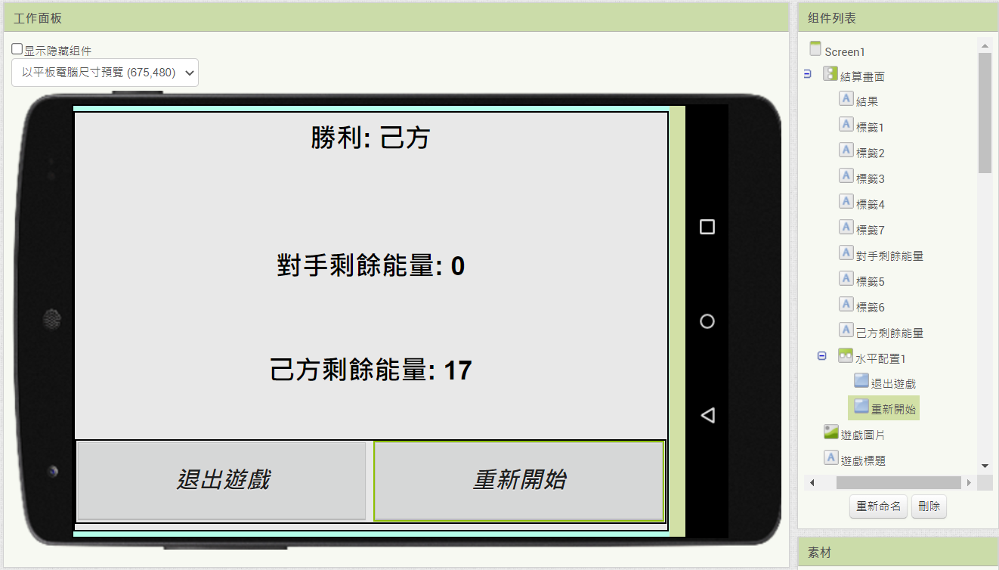 工作面板
显示隐藏组件
以平板電腦尺寸預覽 (675,480)
勝利: 己方
對手剩餘能量: 0
己方剩餘能量: 17
退出遊戲
重新開始
组件列表
Screen1
結算畫面
A 結果
A 標籤1
A 標籤2
A 標籤3
A 標籤4
A 標籤7
A 對手剩餘能量
A 標籤5
A 標籤6
A 己方剩餘能量
水平配置1
退出遊戲
重新開始
遊戲圖片
A 遊戲標題
重新命名
刪除
素材